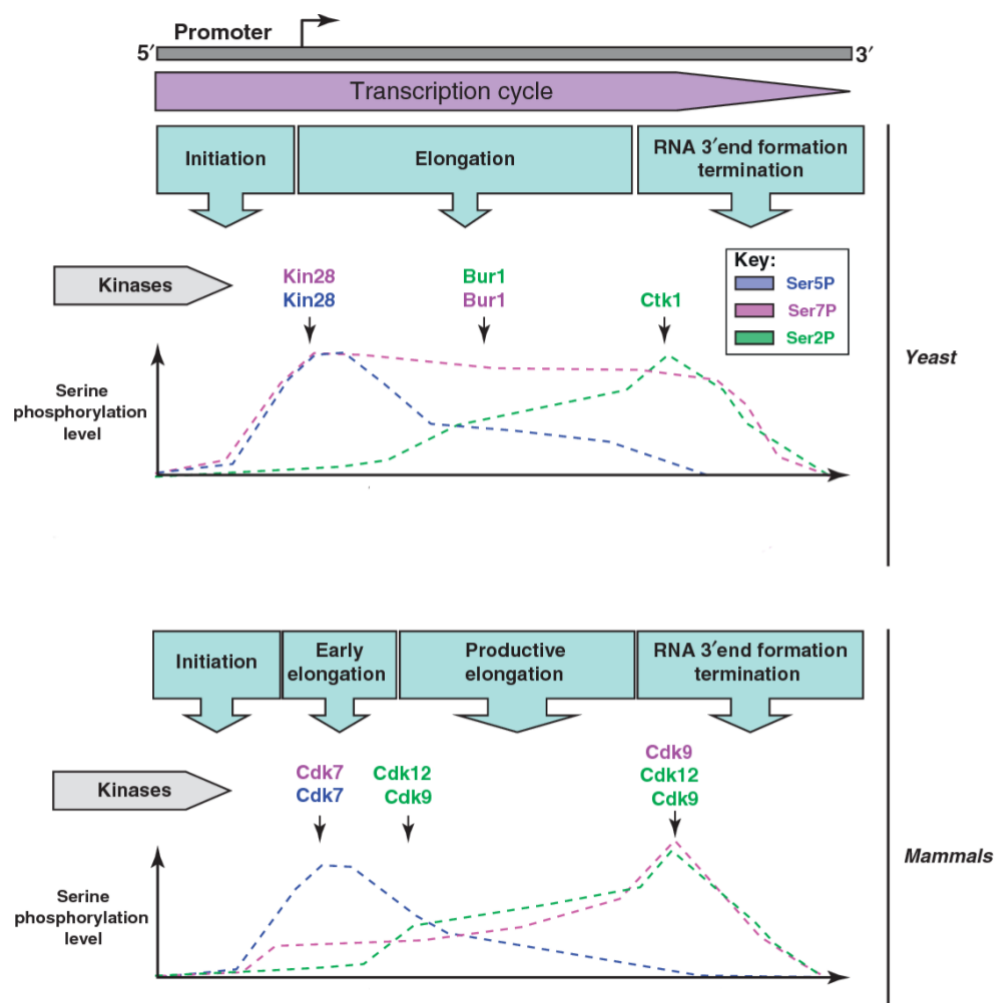 Promoter
5′ 3′
Transcription cycle
Initiation
Elongation
RNA 3′end formation
termination
Kinases
Kin28
Kin28
Bur1
Bur1
Ctk1
Key:
Ser5P
Ser7P
Ser2P
Yeast
Serine
phosphorylation
level
Initiation
Early
elongation
Productive
elongation
RNA 3′end formation
termination
Kinases
Cdk7
Cdk7
Cdk12
Cdk9
Cdk9
Cdk12
Cdk9
Mammals
Serine
phosphorylation
level